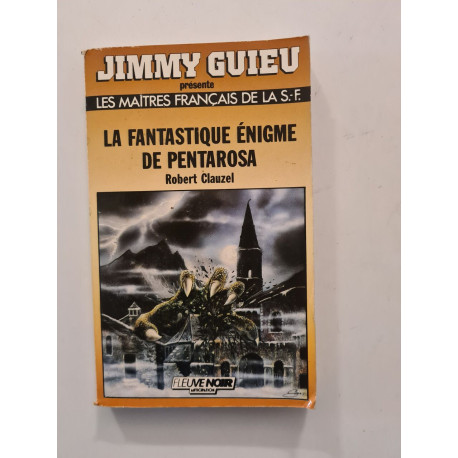 JIMMY GUIEU
présente
LES MAÎTRES FRANÇAIS DE LA S.-F.
LA FANTASTIQUE ÉNIGME
DE PENTAROSA
Robert Clauzel
FLEUVE NOIR